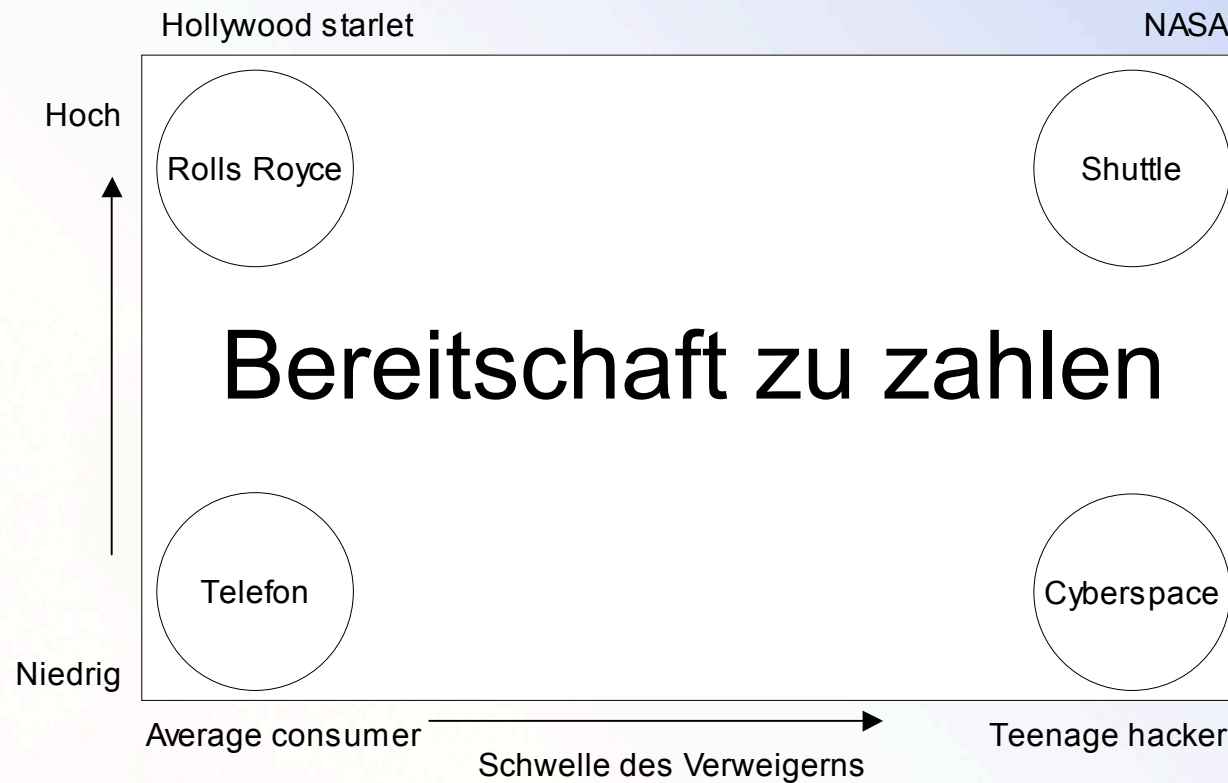 Hollywood starlet
NASA
Hoch
Rolls Royce
Shuttle
Bereitschaft zu zahlen
Telefon
Cyberspace
Niedrig
Average consumer
Teenage hacker
Schwelle des Verweigerns